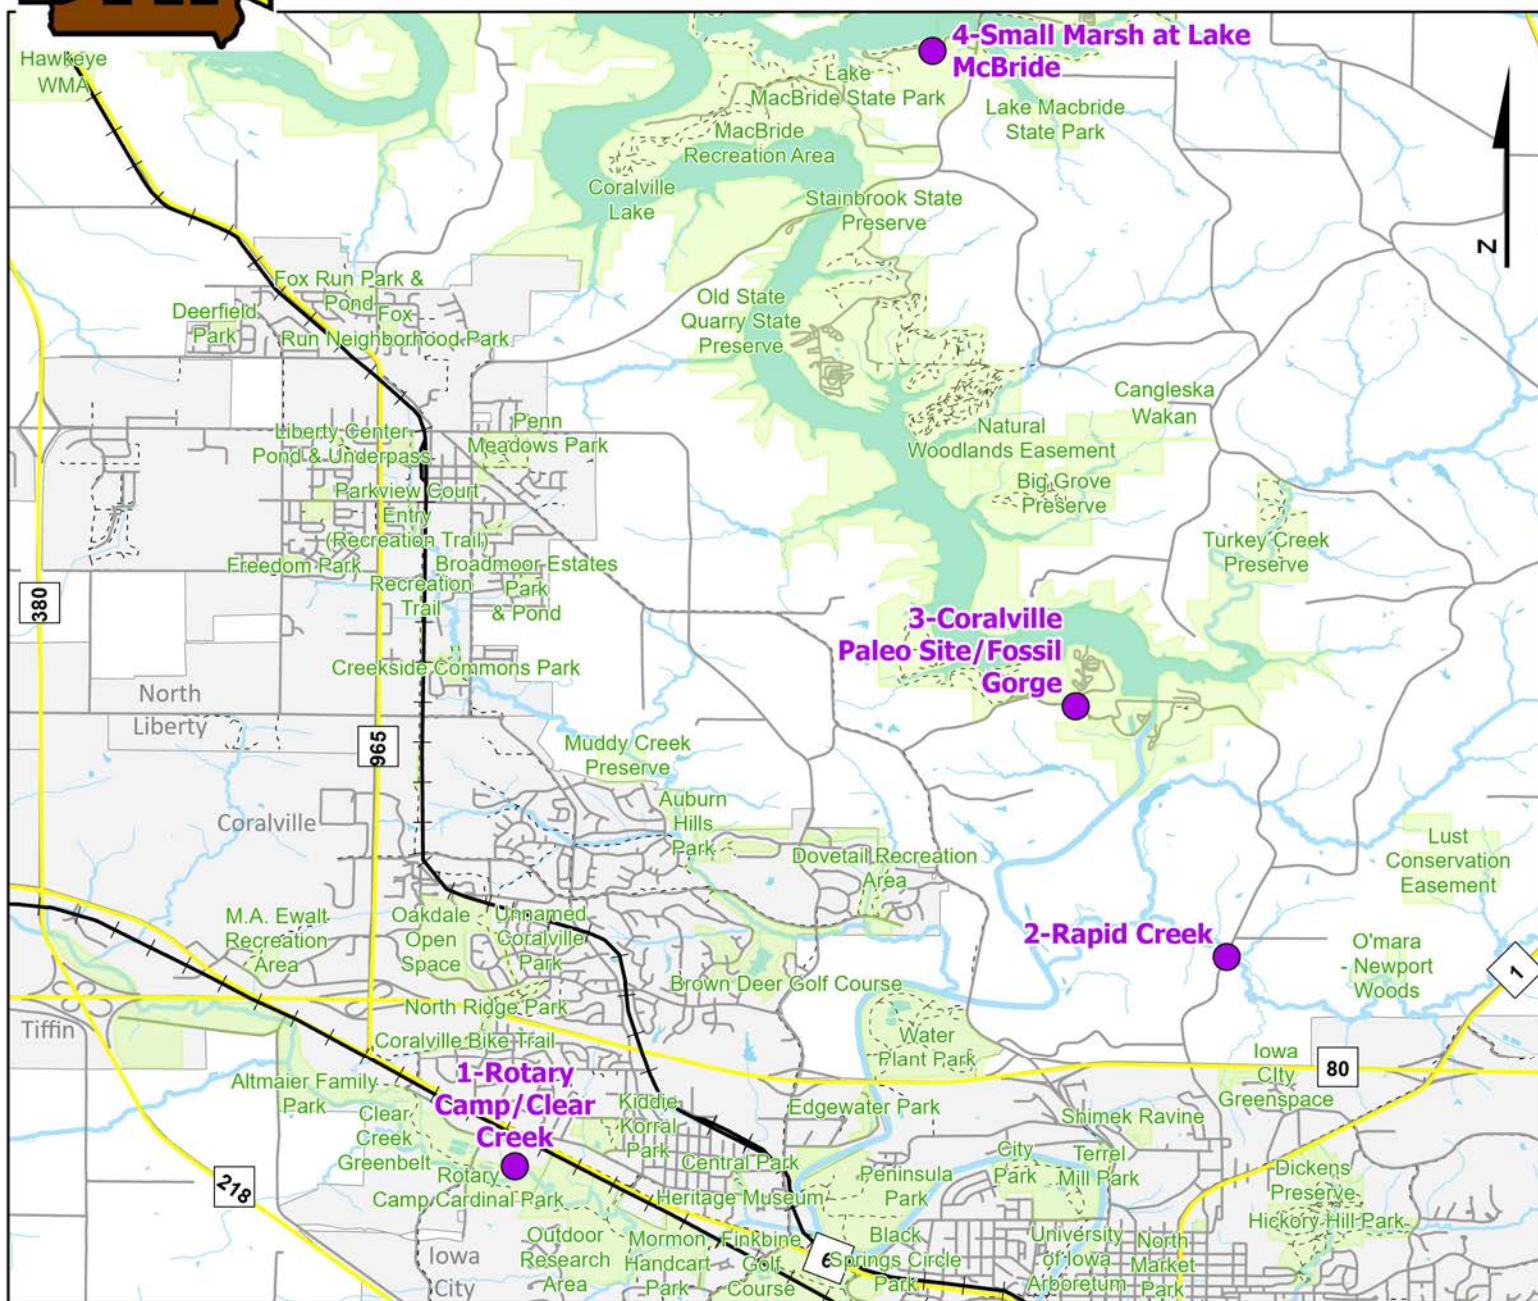 Hawkeye
WMA
4-Small Marsh at Lake
McBride
Lake
MacBride State Park
Lake Macbride
State Park
MacBride
Recreation Area
Coralville
Lake
Stainbrook State
Preserve
Z
Fox Run Park &
Pond
Fox
Run Neighborhood Park
Deerfield
Park
Old State
Quarry State
Preserve
Cangleska
Wakan
Penn
Meadows Park
Liberty Center
Pond & Underpass
Natural
Woodlands Easement
Parkview Court
Entry
(Recreation Trail)
Big Grove
Preserve
Freedom Park
Recreation
Trail
Broadmoor Estates
Park
& Pond
Turkey Creek
Preserve
380
3-Coralville
Paleo Site/Fossil
Gorge
Creekside Commons Park
North
Liberty
965
Muddy Creek
Preserve
Auburn
Hills
Park
Coralville
Dovetail Recreation
Area
Lust
Conservation
Easement
M.A. Ewalt
Recreation
Area
Oakdale
Open
Space
Unnamed
Coralville
Park
2-Rapid Creek
O'mara
- Newport
Woods
1
Brown Deer Golf Course
North Ridge Park
Tiffin
Coralville Bike Trail
Water
Plant Park
Iowa
CIty
Greenspace
80
1-Rotary
Camp/Clear
Creek
Altmaier Family
Park
Clear
Creek
Greenbelt
Kiddie
Korral
Park
Edgewater Park
Shimek Ravine
Central Park
City
Park
Terrel
Mill Park
Peninsula
Park
Dickens
Preserve
218
Rotary
Camp Cardinal Park
Heritage Museum
Hickory Hill Park
Outdoor
Research
Area
Mormon
Handcart
Park
Finkbine
Golf
Course
6
Black
Springs Circle
Park
University
of Iowa
Arboretum
North
Market
Park
Iowa
City